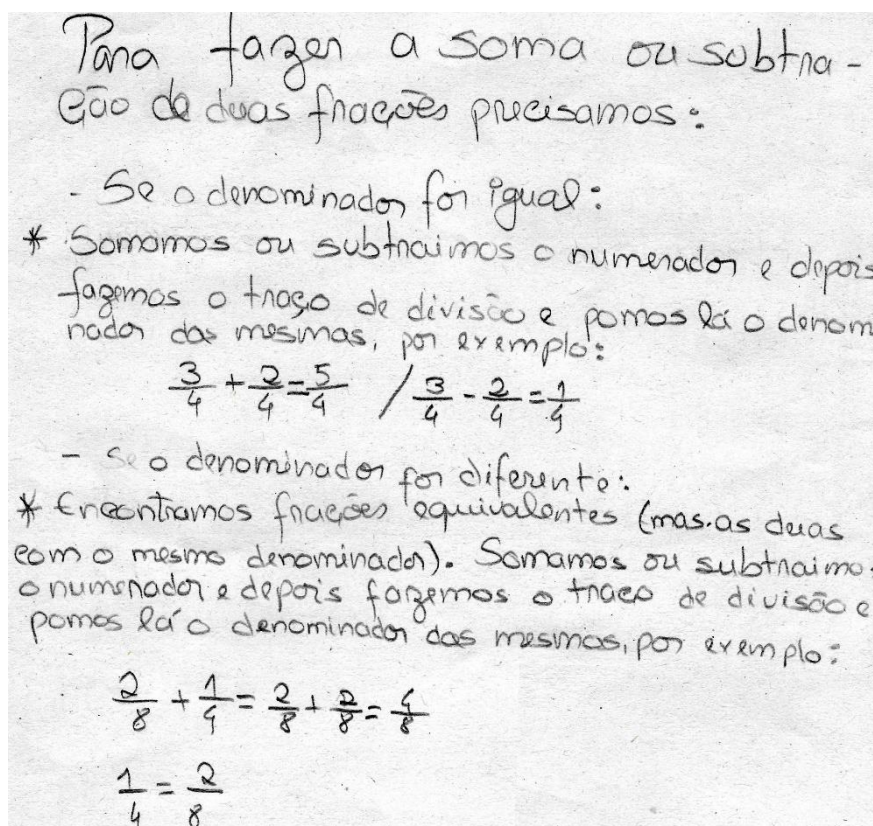 Para fazer a soma ou subtra-
ção de duas frações precisamos:
- Se o denominador for igual:
* Somamos ou subtraimos o numerador e depois
fazemos o traço de divisão e pomos lá o denomi
nador das mesmas, por exemplo:
3/4 + 2/4 = 5/4 / 3/4 - 2/4 = 1/4
- Se o denominador for diferente:
* Encontramos frações equivalentes (mas as duas
com o mesmo denominador). Somamos ou subtraimos
o numerador e depois fazemos o traço de divisão e
pomos lá o denominador das mesmas, por exemplo:
2/8 + 1/4 = 2/8 + 2/8 = 4/8
1/4 = 2/8